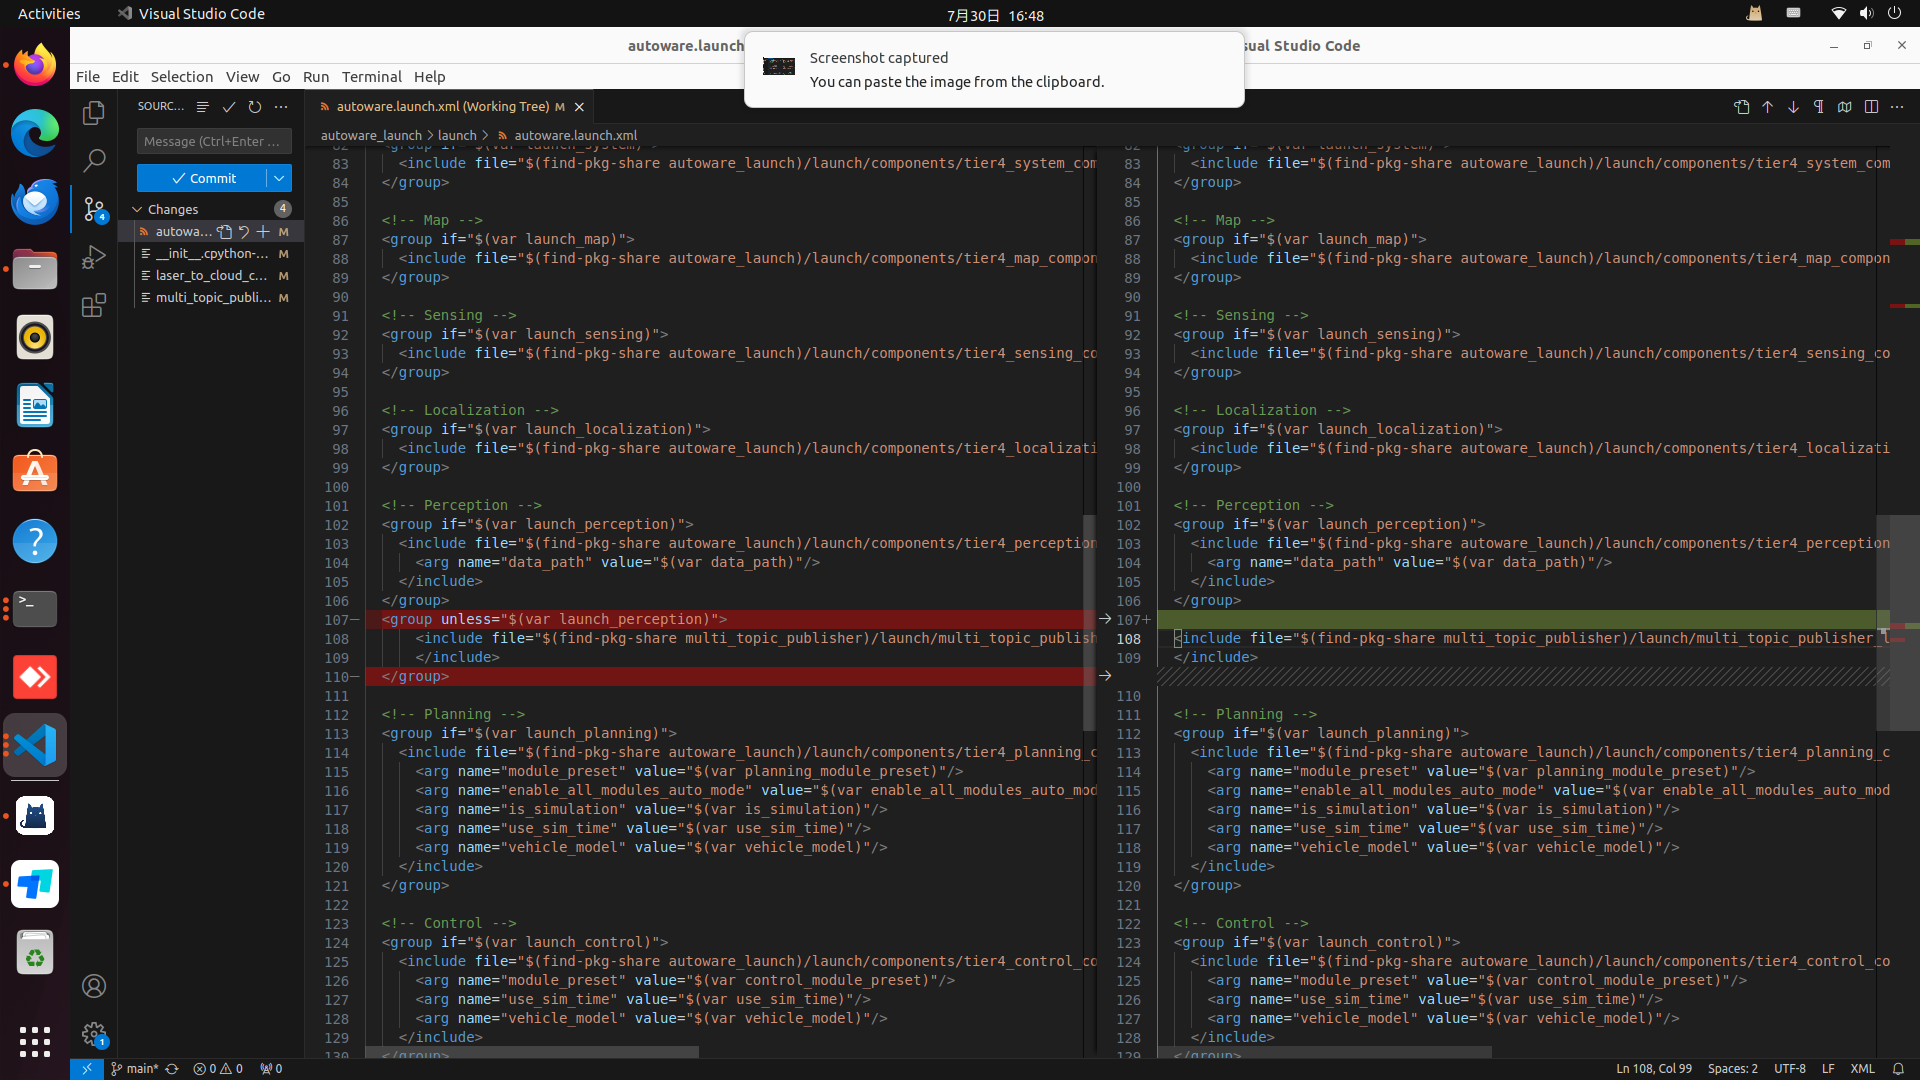 Activities
Visual Studio Code
7月30日 16:48
autoware.launch
sual Studio Code
Screenshot captured
You can paste the image from the clipboard.
File Edit Selection View Go Run Terminal Help
SOURC...
autoware.launch.xml (Working Tree) M
Message (Ctrl+Enter ...
Commit
Changes 4
autowa... M
__init__.cpython-... M
laser_to_cloud_c... M
multi_topic_publi... M
4
1
autoware_launch > launch > autoware.launch.xml
83 <include file="$(find-pkg-share autoware_launch)/launch/components/tier4_system_com
84 </group>
85
86 <!-- Map -->
87 <group if="$(var launch_map)">
88 <include file="$(find-pkg-share autoware_launch)/launch/components/tier4_map_compon
89 </group>
90
91 <!-- Sensing -->
92 <group if="$(var launch_sensing)">
93 <include file="$(find-pkg-share autoware_launch)/launch/components/tier4_sensing_co
94 </group>
95
96 <!-- Localization -->
97 <group if="$(var launch_localization)">
98 <include file="$(find-pkg-share autoware_launch)/launch/components/tier4_localizati
99 </group>
100
101 <!-- Perception -->
102 <group if="$(var launch_perception)">
103 <include file="$(find-pkg-share autoware_launch)/launch/components/tier4_perception
104 <arg name="data_path" value="$(var data_path)"/>
105 </include>
106 </group>
107— <group unless="$(var launch_perception)">
108 <include file="$(find-pkg-share multi_topic_publisher)/launch/multi_topic_publish
109 </include>
110— </group>
111
112 <!-- Planning -->
113 <group if="$(var launch_planning)">
114 <include file="$(find-pkg-share autoware_launch)/launch/components/tier4_planning_c
115 <arg name="module_preset" value="$(var planning_module_preset)"/>
116 <arg name="enable_all_modules_auto_mode" value="$(var enable_all_modules_auto_mod
117 <arg name="is_simulation" value="$(var is_simulation)"/>
118 <arg name="use_sim_time" value="$(var use_sim_time)"/>
119 <arg name="vehicle_model" value="$(var vehicle_model)"/>
120 </include>
121 </group>
122
123 <!-- Control -->
124 <group if="$(var launch_control)">
125 <include file="$(find-pkg-share autoware_launch)/launch/components/tier4_control_co
126 <arg name="module_preset" value="$(var control_module_preset)"/>
127 <arg name="use_sim_time" value="$(var use_sim_time)"/>
128 <arg name="vehicle_model" value="$(var vehicle_model)"/>
129 </include>
130 </group>
83 <include file="$(find-pkg-share autoware_launch)/launch/components/tier4_system_com
84 </group>
85
86 <!-- Map -->
87 <group if="$(var launch_map)">
88 <include file="$(find-pkg-share autoware_launch)/launch/components/tier4_map_compon
89 </group>
90
91 <!-- Sensing -->
92 <group if="$(var launch_sensing)">
93 <include file="$(find-pkg-share autoware_launch)/launch/components/tier4_sensing_co
94 </group>
95
96 <!-- Localization -->
97 <group if="$(var launch_localization)">
98 <include file="$(find-pkg-share autoware_launch)/launch/components/tier4_localizati
99 </group>
100
101 <!-- Perception -->
102 <group if="$(var launch_perception)">
103 <include file="$(find-pkg-share autoware_launch)/launch/components/tier4_perception
104 <arg name="data_path" value="$(var data_path)"/>
105 </include>
106 </group>
107+
108 <include file="$(find-pkg-share multi_topic_publisher)/launch/multi_topic_publisher_l
109 </include>
110
111 <!-- Planning -->
112 <group if="$(var launch_planning)">
113 <include file="$(find-pkg-share autoware_launch)/launch/components/tier4_planning_c
114 <arg name="module_preset" value="$(var planning_module_preset)"/>
115 <arg name="enable_all_modules_auto_mode" value="$(var enable_all_modules_auto_mod
116 <arg name="is_simulation" value="$(var is_simulation)"/>
117 <arg name="use_sim_time" value="$(var use_sim_time)"/>
118 <arg name="vehicle_model" value="$(var vehicle_model)"/>
119 </include>
120 </group>
121
122 <!-- Control -->
123 <group if="$(var launch_control)">
124 <include file="$(find-pkg-share autoware_launch)/launch/components/tier4_control_co
125 <arg name="module_preset" value="$(var control_module_preset)"/>
126 <arg name="use_sim_time" value="$(var use_sim_time)"/>
127 <arg name="vehicle_model" value="$(var vehicle_model)"/>
128 </include>
129 </group>
main* 0 0 0
Ln 108, Col 99 Spaces: 2 UTF-8 LF XML